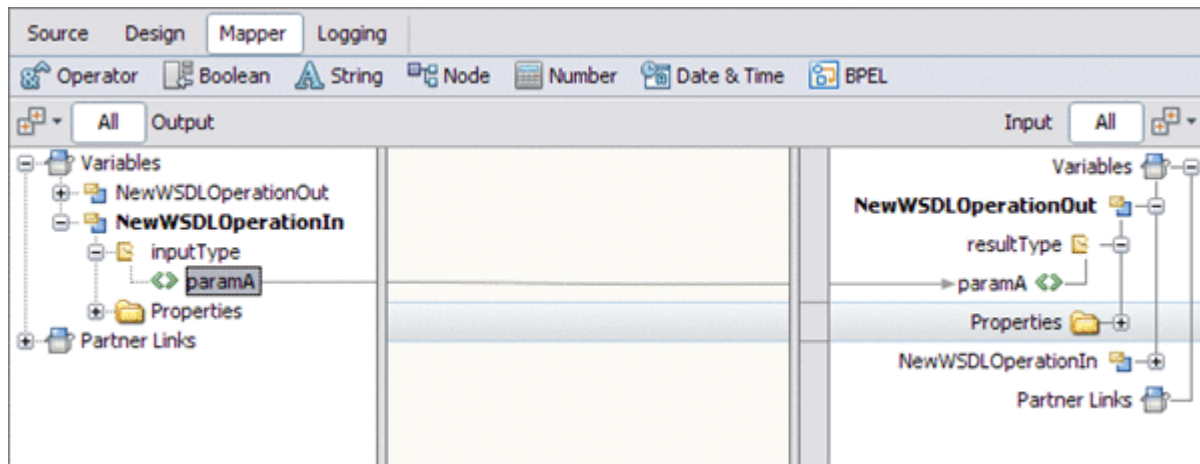 Source Design Mapper Logging
Operator Boolean String Node Number Date & Time BPEL
All Output Input All
Variables Variables
NewWSDLOperationOut NewWSDLOperationOut
NewWSDLOperationIn
inputType resultType
paramA paramA
Properties Properties
Partner Links NewWSDLOperationIn
Partner Links